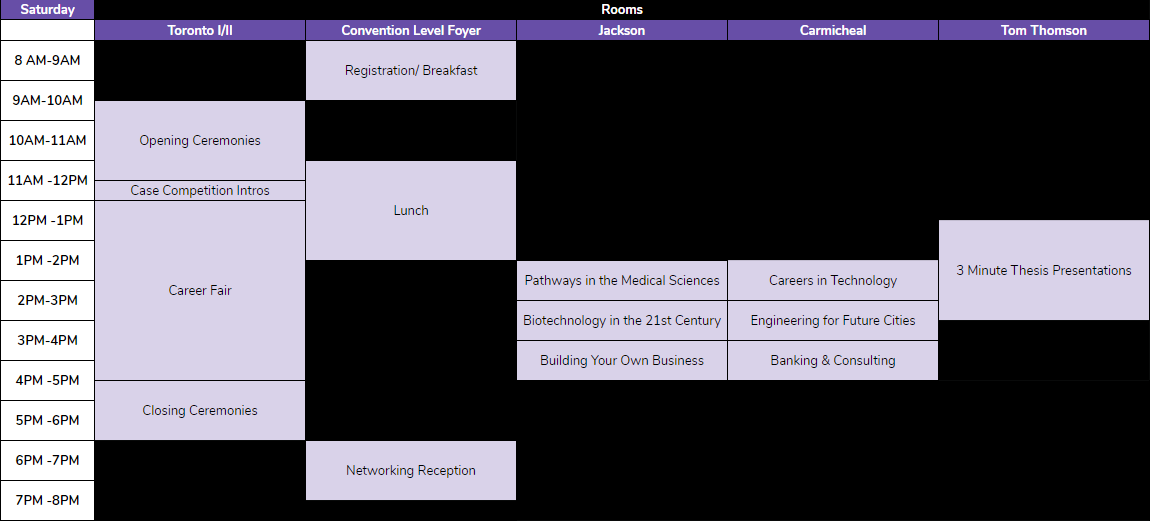 Saturday Rooms
Toronto I/II Convention Level Foyer Jackson Carmicheal Tom Thomson
8 AM-9AM
Registration/ Breakfast
9AM-10AM
10AM-11AM
Opening Ceremonies
11AM -12PM
Case Competition Intros
Lunch
12PM -1PM
1PM -2PM
3 Minute Thesis Presentations
Pathways in the Medical Sciences Careers in Technology
Career Fair
2PM-3PM
Biotechnology in the 21st Century Engineering for Future Cities
3PM-4PM
Building Your Own Business Banking & Consulting
4PM -5PM
Closing Ceremonies
5PM -6PM
6PM -7PM
Networking Reception
7PM -8PM